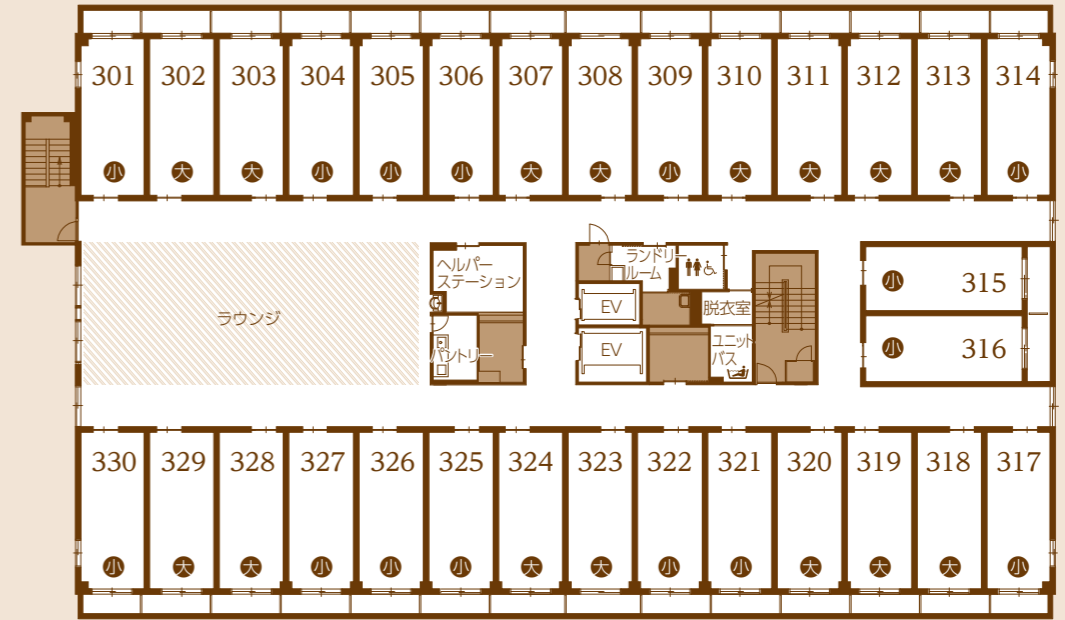 301 302 303 304 305 306 307 308 309 310 311 312 313 314
小 大 大 小 小 小 大 大 小 大 大 大 大 小
ヘルパー
ステーション
ランドリー
ルーム
EV
脱衣室
ラウンジ
パントリー
EV
ユニット
バス
小 315
小 316
330 329 328 327 326 325 324 323 322 321 320 319 318 317
小 大 大 小 小 小 大 大 小 小 大 大 大 小